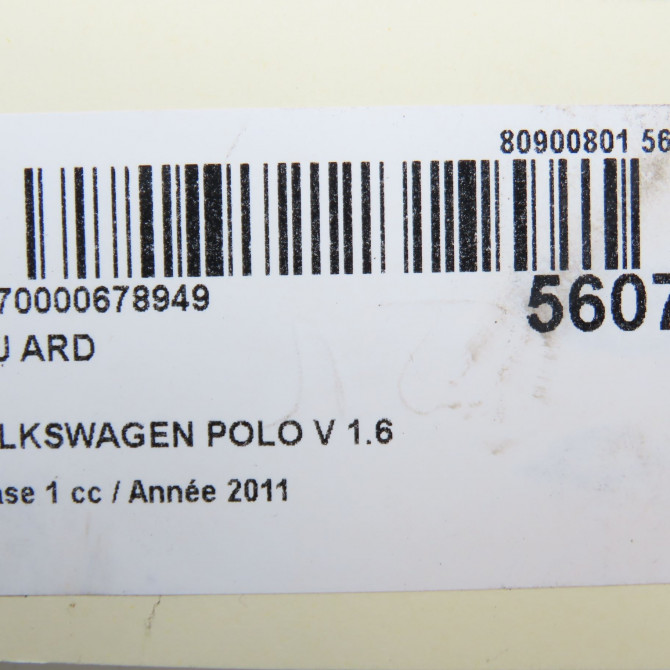 80900801 56
70000678949
5607
ARD
LKSWAGEN POLO V 1.6
ase 1 cc / Année 2011